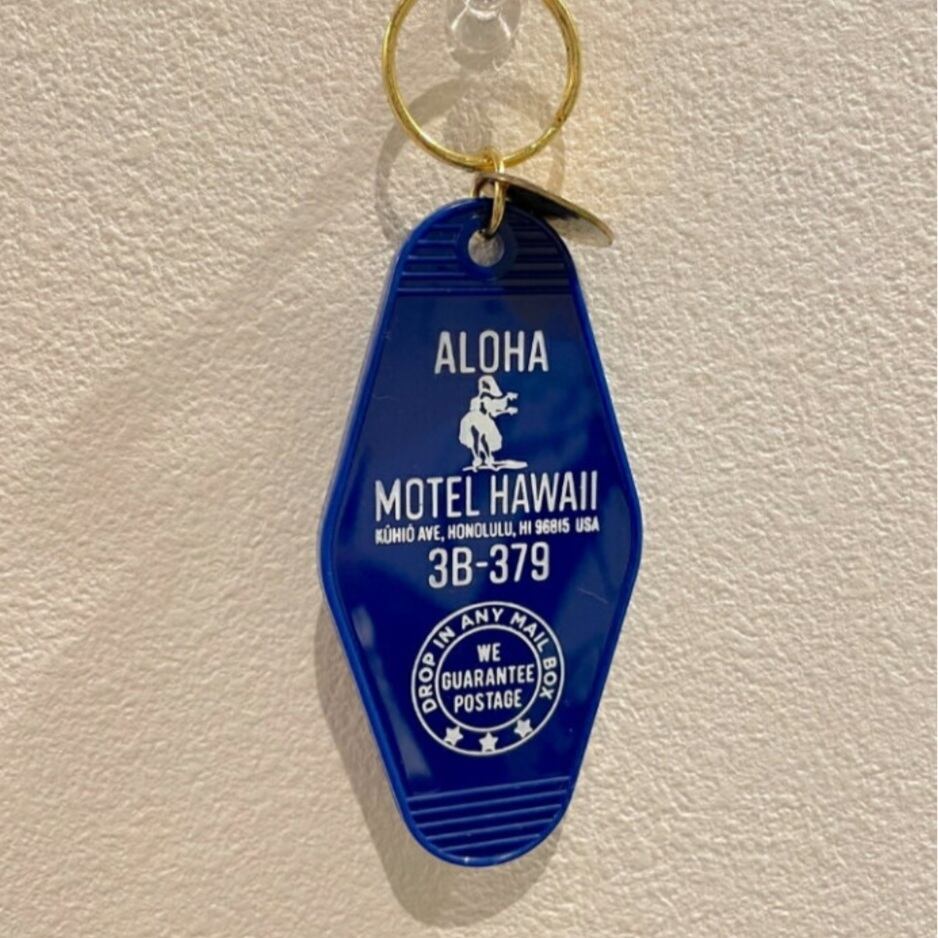 ALOHA
MOTEL HAWAII
KŪHIŌ AVE, HONOLULU, HI 96815 USA
3B-379
DROP IN ANY MAIL BOX
WE
GUARANTEE
POSTAGE